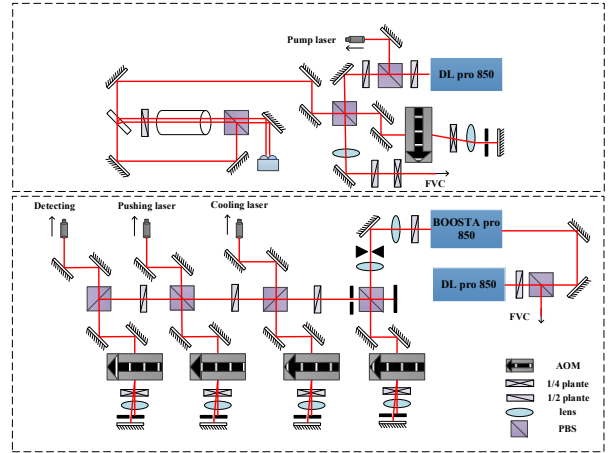 Pump laser
DL pro 850
FVC
Detecting
Pushing laser
Cooling laser
BOOSTA pro
850
DL pro 850
FVC
AOM
1/4 plante
1/2 plante
lens
PBS